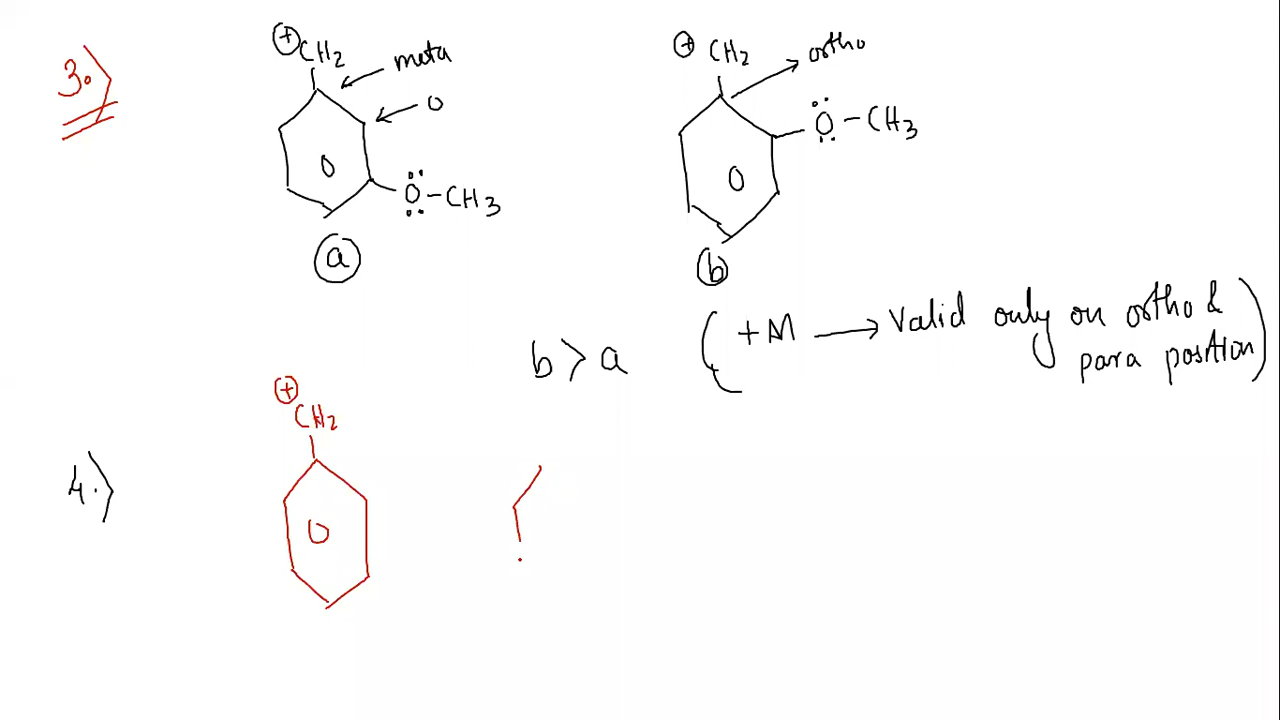 3.)
⊕CH2
meta
O
Ö-CH3
a
⊕ CH2
ortho
Ö-CH3
b
b > a
(+M → Valid only on ortho &
para position)
4.)
⊕
CH2